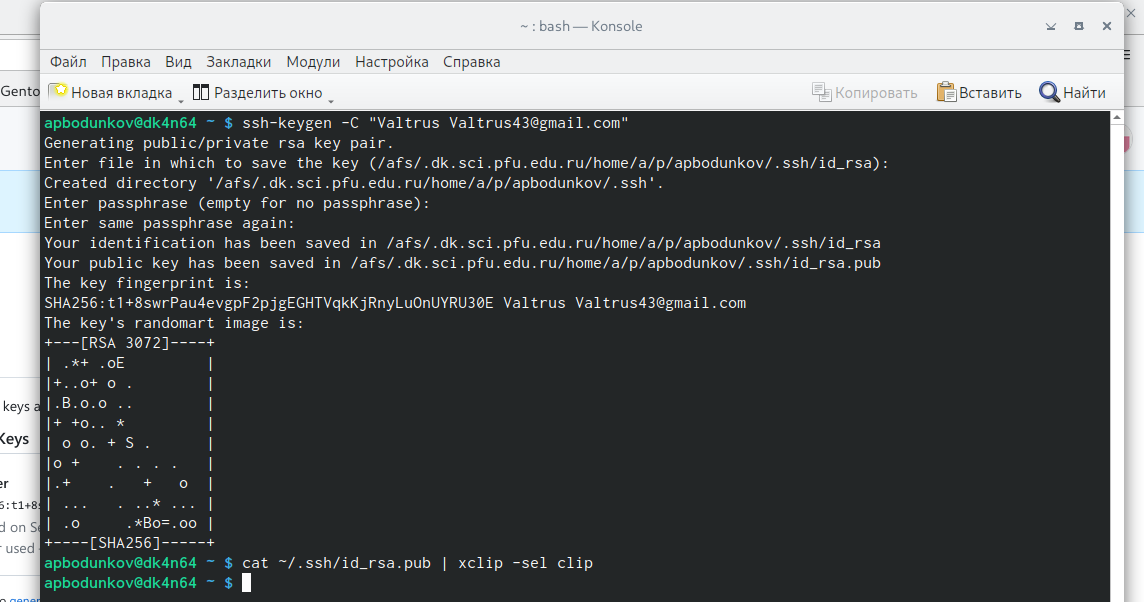 ~ : bash — Konsole
Файл Правка Вид Закладки Модули Настройка Справка
Gento
Новая вкладка Разделить окно Копировать Вставить Найти
apbodunkov@dk4n64 ~ $ ssh-keygen -C "Valtrus Valtrus43@gmail.com"
Generating public/private rsa key pair.
Enter file in which to save the key (/afs/.dk.sci.pfu.edu.ru/home/a/p/apbodunkov/.ssh/id_rsa):
Created directory '/afs/.dk.sci.pfu.edu.ru/home/a/p/apbodunkov/.ssh'.
Enter passphrase (empty for no passphrase):
Enter same passphrase again:
Your identification has been saved in /afs/.dk.sci.pfu.edu.ru/home/a/p/apbodunkov/.ssh/id_rsa
Your public key has been saved in /afs/.dk.sci.pfu.edu.ru/home/a/p/apbodunkov/.ssh/id_rsa.pub
The key fingerprint is:
SHA256:t1+8swrPau4evgpF2pjgEGHTVqkKjRnyLuOnUYRU30E Valtrus Valtrus43@gmail.com
The key's randomart image is:
+---[RSA 3072]----+
| .*+ .oE         |
|+..o+ o .        |
|.B.o.o ..        |
|+ +o.. *         |
| o o. + S .      |
|o +    . . . .   |
|.+    .   +   o  |
| ...   . ..* ... |
| .o     .*Bo=.oo |
+----[SHA256]-----+
apbodunkov@dk4n64 ~ $ cat ~/.ssh/id_rsa.pub | xclip -sel clip
apbodunkov@dk4n64 ~ $
keys a
Keys
er
6:t1+8s
d on Se
r used
o gener